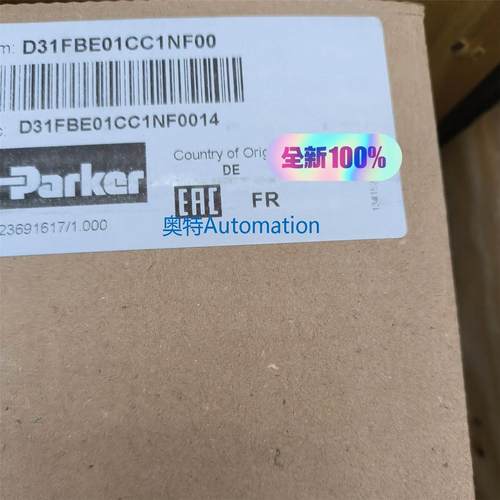 m: D31FBE01CC1NF00
c D31FBE01CC1NF0014
Parker
Country of Orig
DE
全新100%
EAC FR
23691617/1.000
奥特Automation